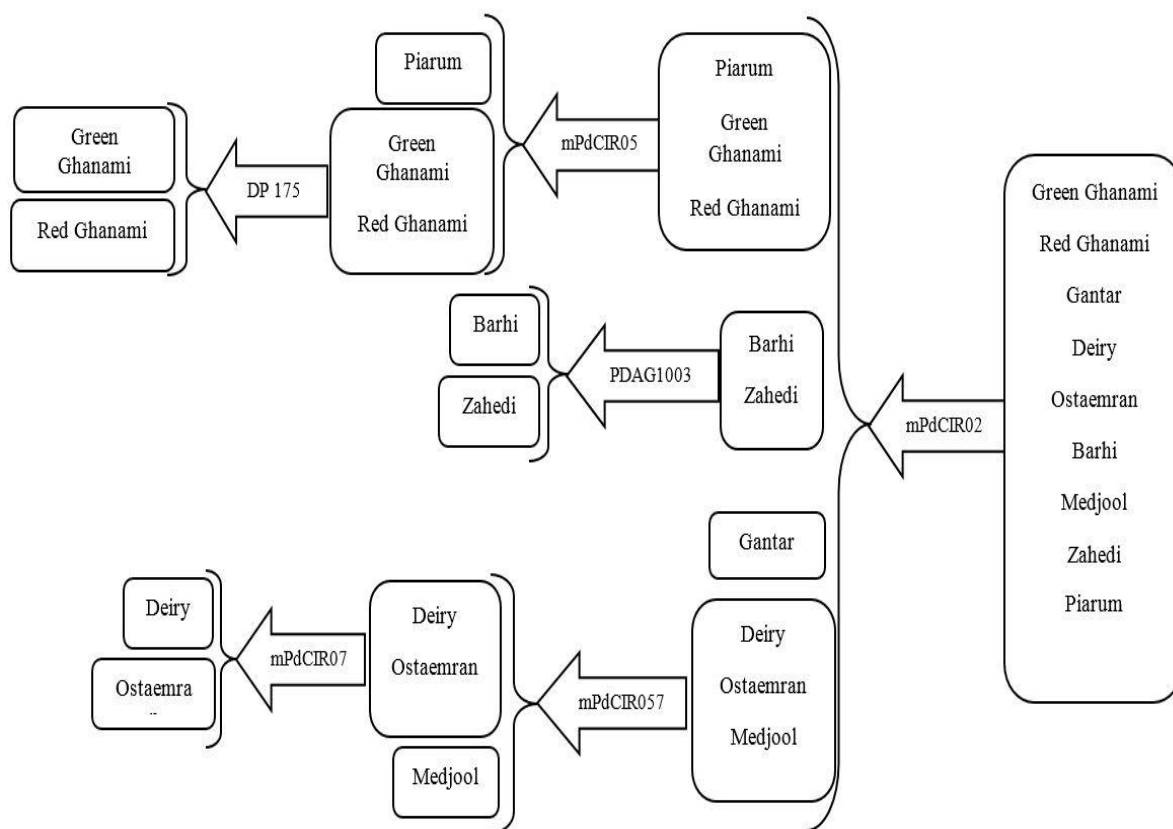 Piarum
Green
Ghanami
Red Ghanami
DP 175
Green
Ghanami
Red Ghanami
mPdCIR05
Piarum
Green
Ghanami
Red Ghanami
Barhi
Zahedi
PDAG1003
Barhi
Zahedi
mPdCIR02
Green Ghanami
Red Ghanami
Gantar
Deiry
Ostaemran
Barhi
Medjool
Zahedi
Piarum
Gantar
Deiry
Ostaemra
mPdCIR07
Deiry
Ostaemran
Medjool
mPdCIR057
Deiry
Ostaemran
Medjool